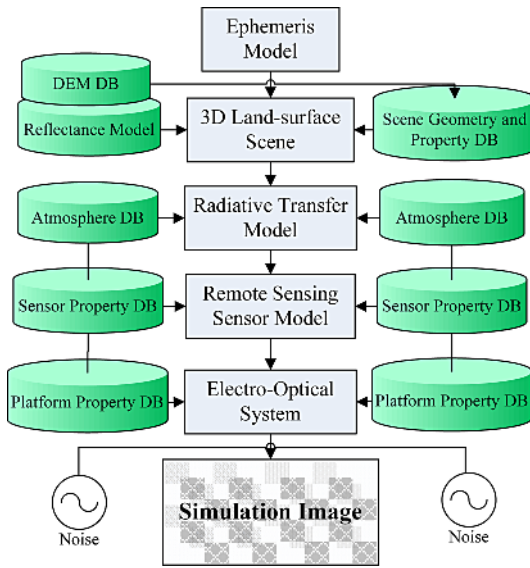 Ephemeris
Model
DEM DB
Reflectance Model
3D Land-surface
Scene
Scene Geometry and
Property DB
Atmosphere DB
Radiative Transfer
Model
Atmosphere DB
Sensor Property DB
Remote Sensing
Sensor Model
Sensor Property DB
Platform Property DB
Electro-Optical
System
Platform Property DB
Simulation Image
Noise
Noise